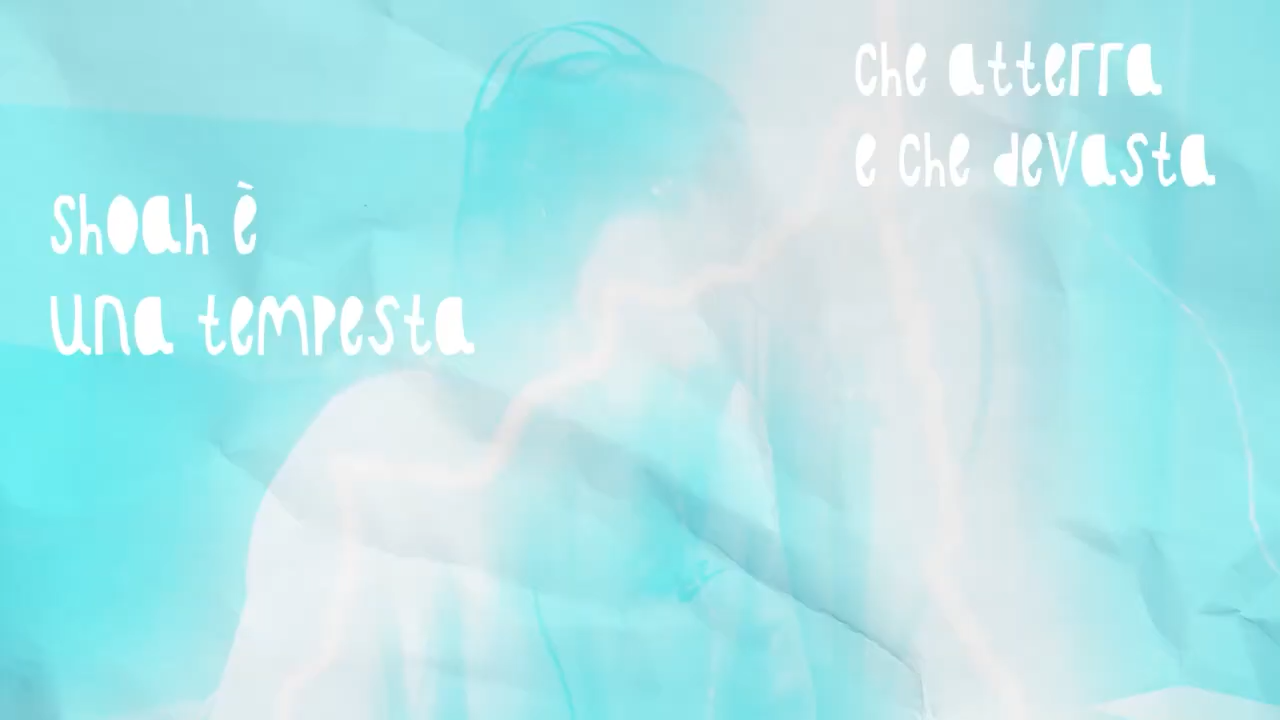 Shoah è
una tempesta
che atterra
e che devasta